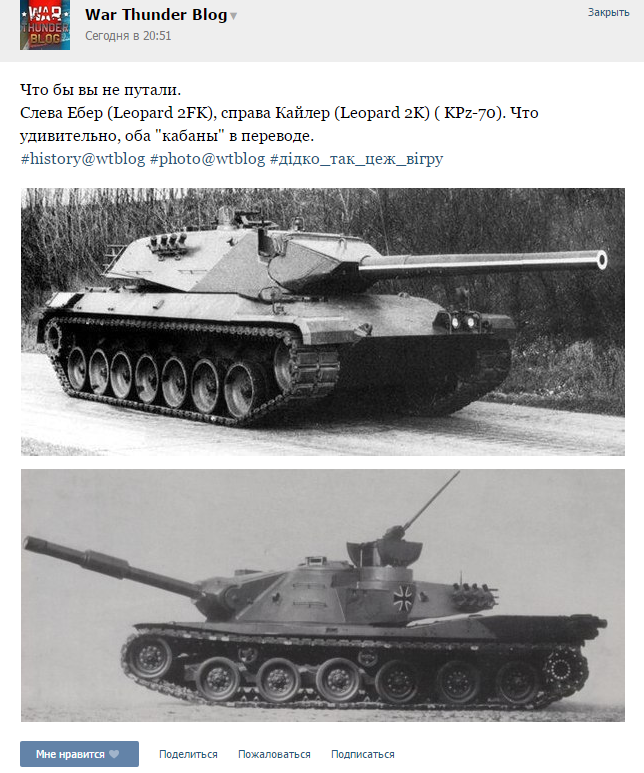 WAR
THUNDER
BLOG
War Thunder Blog
Закрыть
Сегодня в 20:51
Что бы вы не путали.
Слева Ебер (Leopard 2FK), справа Кайлер (Leopard 2K) ( KPz-70). Что
удивительно, оба "кабаны" в переводе.
#history@wtblog #photo@wtblog #дідко_так_цеж_вігру
Мне нравится
Поделиться
Пожаловаться
Подписаться